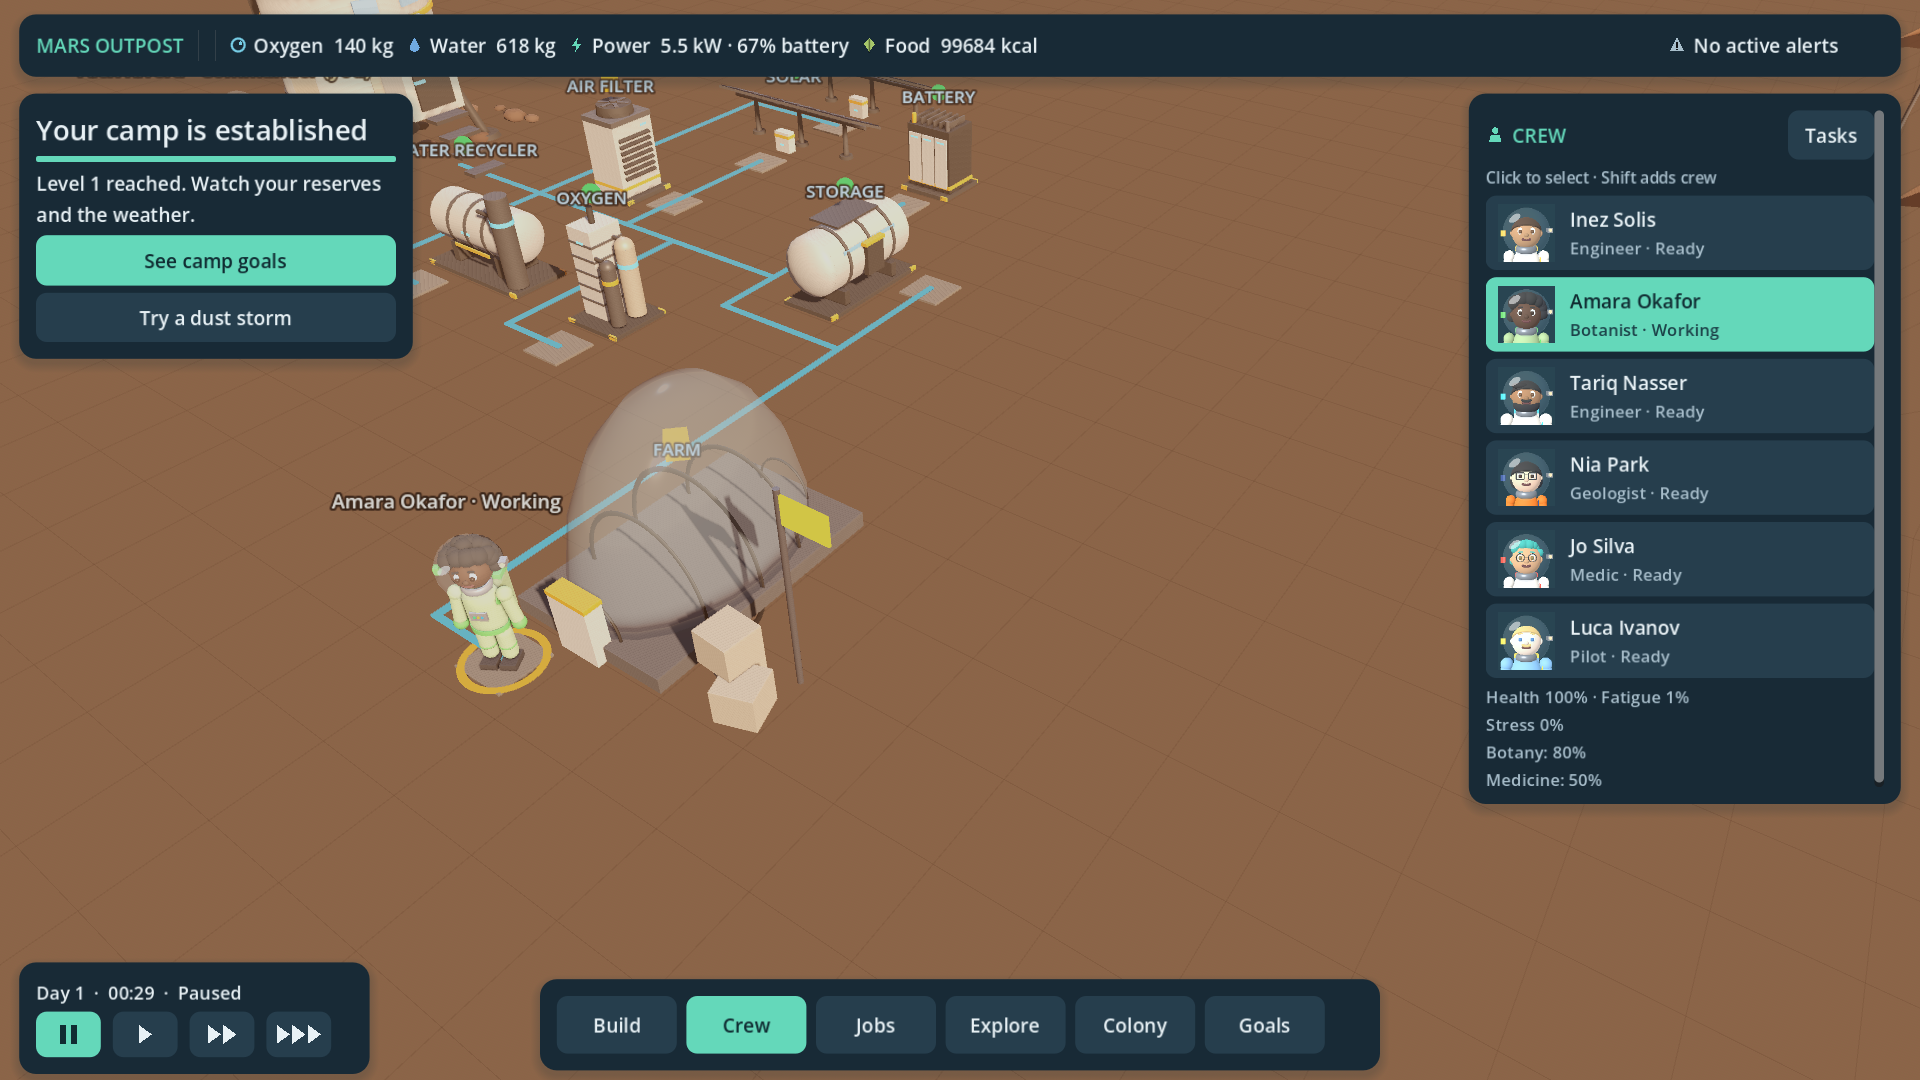 MARS OUTPOST
Oxygen 140 kg
Water 618 kg
Power 5.5 kW · 67% battery
Food 99684 kcal
No active alerts
Your camp is established
Level 1 reached. Watch your reserves
and the weather.
See camp goals
Try a dust storm
AIR FILTER
SOLAR
BATTERY
ATER RECYCLER
OXYGEN
STORAGE
FARM
Amara Okafor · Working
CREW
Tasks
Click to select · Shift adds crew
Inez Solis
Engineer · Ready
Amara Okafor
Botanist · Working
Tariq Nasser
Engineer · Ready
Nia Park
Geologist · Ready
Jo Silva
Medic · Ready
Luca Ivanov
Pilot · Ready
Health 100% · Fatigue 1%
Stress 0%
Botany: 80%
Medicine: 50%
Day 1 · 00:29 · Paused
Build
Crew
Jobs
Explore
Colony
Goals